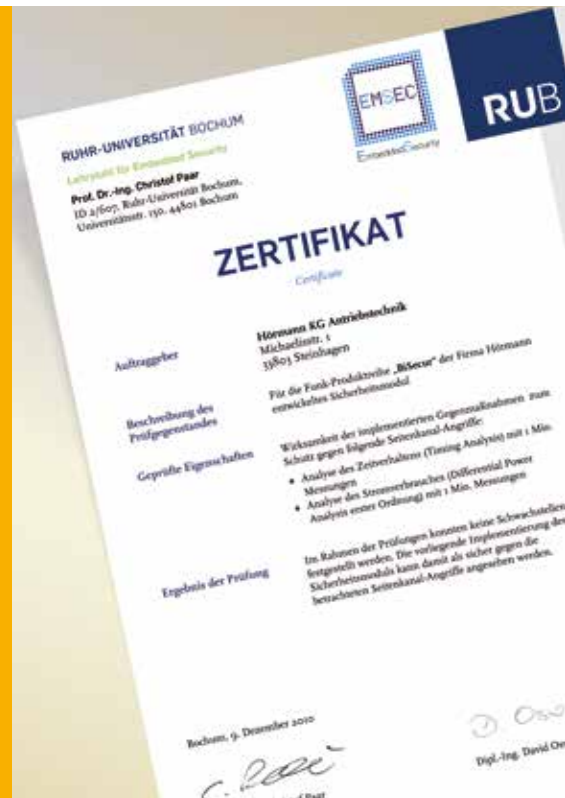 RUHR-UNIVERSITÄT BOCHUM
Lehrstuhl für Embedded Security
Prof. Dr.-Ing. Christof Paar
ID 2/607, Ruhr-Universität Bochum,
Universitätsstr. 150, 44801 Bochum
EMSEC
EmbeddedSecurity
RUB
ZERTIFIKAT
Certificate
Auftraggeber
Hörmann KG Antriebstechnik
Michaelisstr. 1
33803 Steinhagen
Beschreibung des
Prüfgegenstandes
Für die Funk-Produktreihe „BiSecur" der Firma Hörmann
entwickeltes Sicherheitsmodul
Geprüfte Eigenschaften
Wirksamkeit der implementierten Gegenmaßnahmen zum
Schutz gegen folgende Seitenkanal-Angriffe:
• Analyse des Zeitverhaltens (Timing Analysis) mit 1 Mio.
Messungen
• Analyse des Stromverbrauches (Differential Power
Analysis erster Ordnung) mit 1 Mio. Messungen
Ergebnis der Prüfung
Im Rahmen der Prüfungen konnten keine Schwachstellen
festgestellt werden. Die vorliegende Implementierung des
Sicherheitsmoduls kann damit als sicher gegen die
betrachteten Seitenkanal-Angriffe angesehen werden.
Bochum, 9. Dezember 2010
Dipl.-Ing. David
Paar